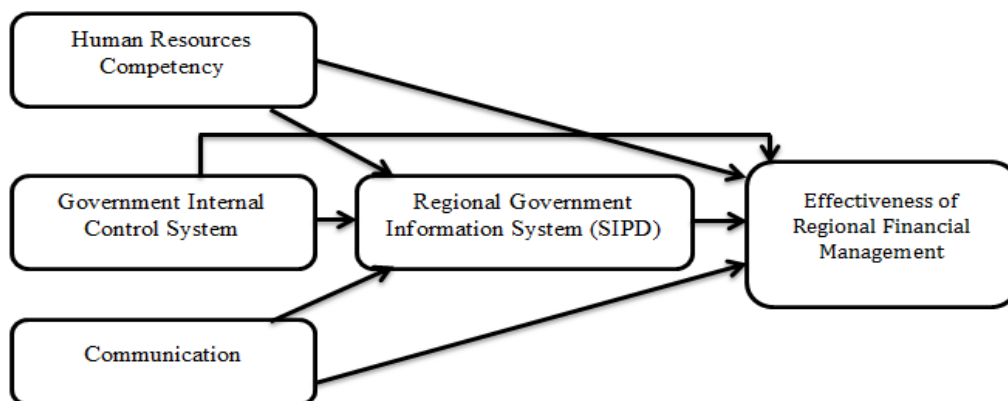 Human Resources
Competency
Government Internal
Control System
Regional Government
Information System (SIPD)
Effectiveness of
Regional Financial
Management
Communication